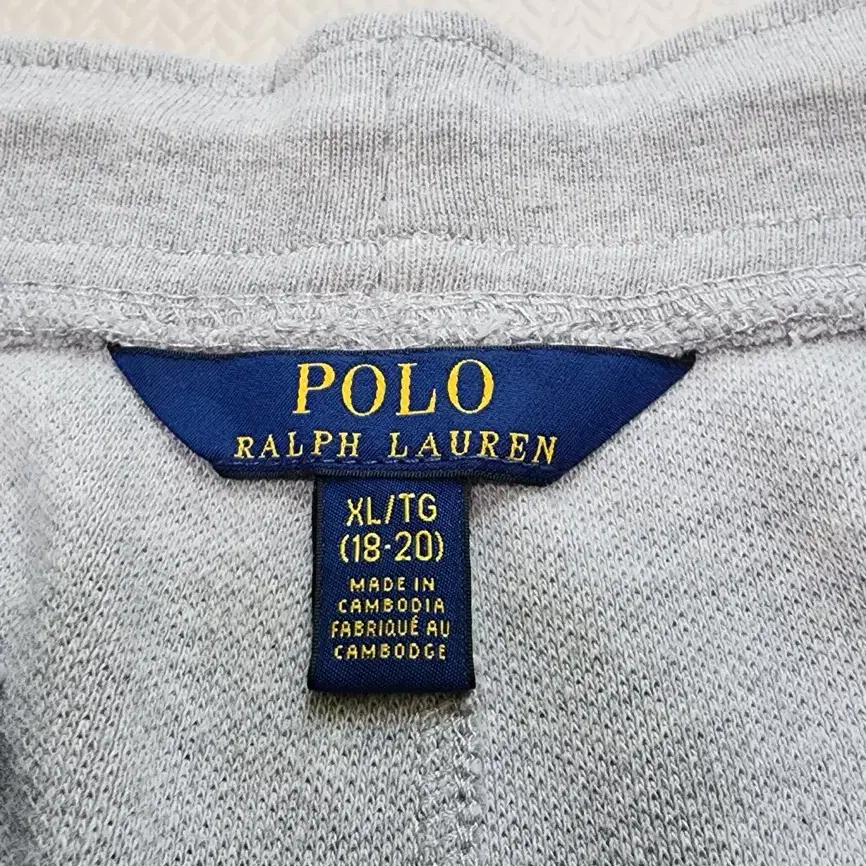 POLO
RALPH LAUREN
XL/TG
(18-20)
MADE IN
CAMBODIA
FABRIQUÉ AU
CAMBODGE